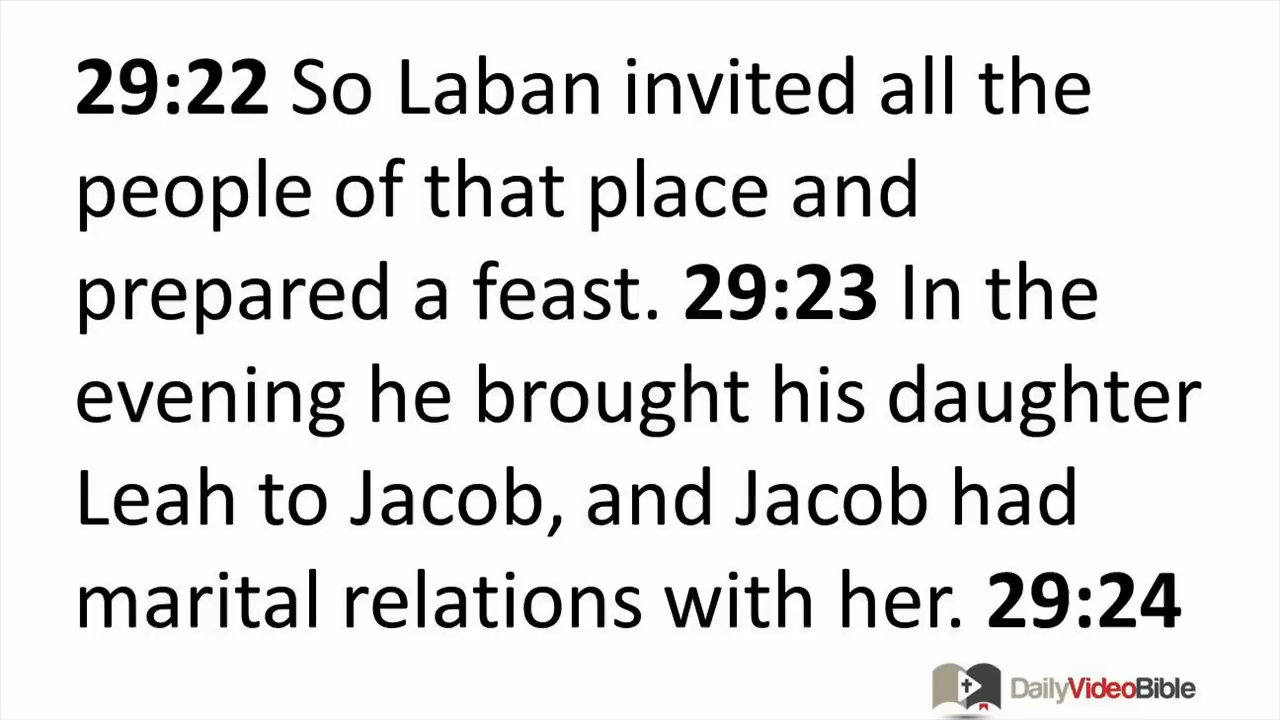 29:22 So Laban invited all the
people of that place and
prepared a feast. 29:23 In the
evening he brought his daughter
Leah to Jacob, and Jacob had
marital relations with her. 29:24
DailyVideoBible